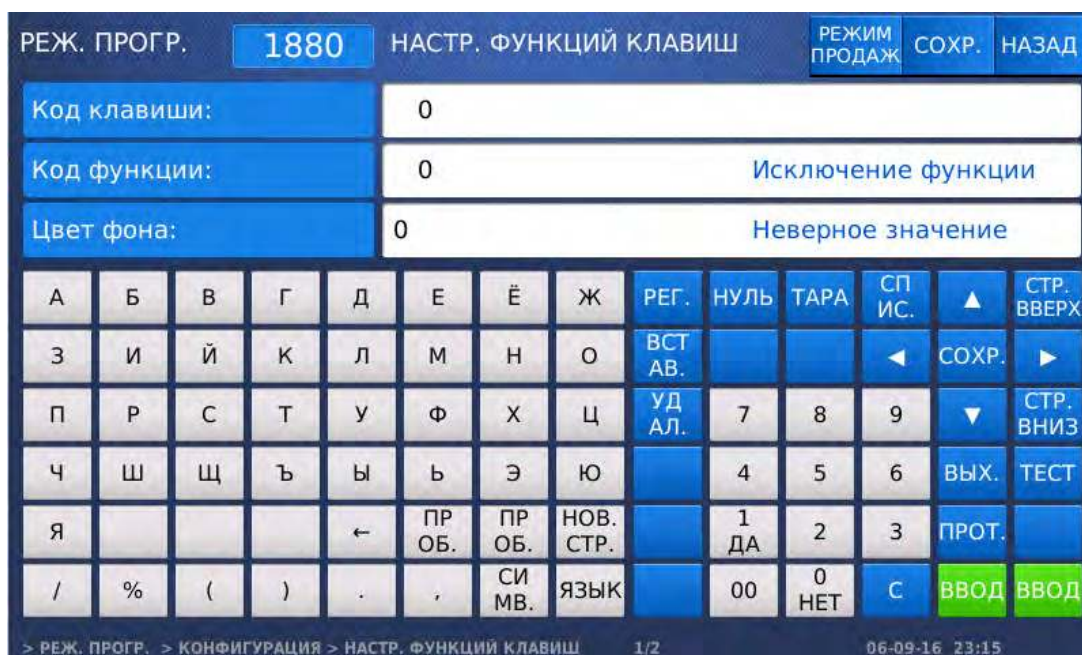 РЕЖ. ПРОГР. 1880 НАСТР. ФУНКЦИЙ КЛАВИШ РЕЖИМ ПРОДАЖ СОХР. НАЗАД
Код клавиши: 0
Код функции: 0 Исключение функции
Цвет фона: 0 Неверное значение
А Б В Г Д Е Ё Ж РЕГ. НУЛЬ ТАРА СП ИС. ▲ СТР. ВВЕРХ
З И Й К Л М Н О ВСТ АВ. ◀ СОХР. ▶
П Р С Т У Ф Х Ц УД АЛ. 7 8 9 ▼ СТР. ВНИЗ
Ч Ш Щ Ъ Ы Ь Э Ю 4 5 6 ВЫХ. ТЕСТ
Я ← ПР ОБ. ПР ОБ. НОВ. СТР. 1 ДА 2 3 ПРОТ.
/ % ( ) . , СИ МВ. ЯЗЫК 00 0 НЕТ С ВВОД ВВОД
> РЕЖ. ПРОГР. > КОНФИГУРАЦИЯ > НАСТР. ФУНКЦИЙ КЛАВИШ 1/2 06-09-16 23:15